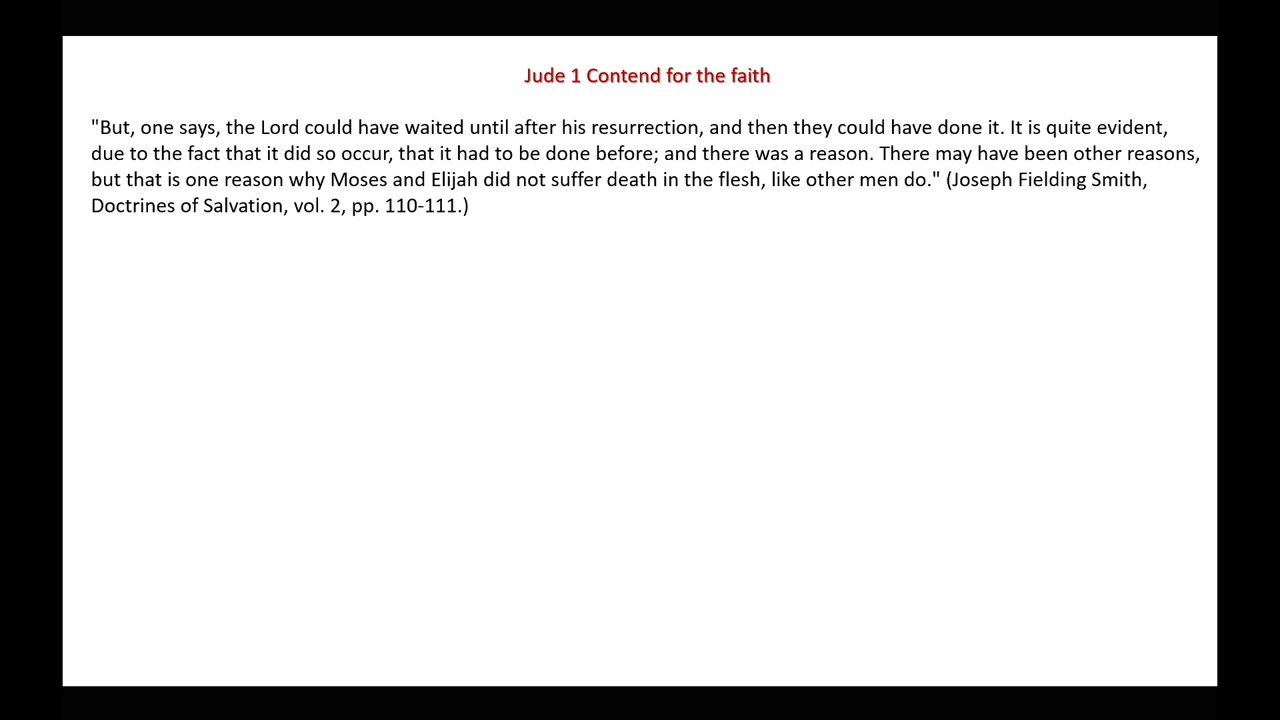 Jude 1 Contend for the faith
"But, one says, the Lord could have waited until after his resurrection, and then they could have done it. It is quite evident,
due to the fact that it did so occur, that it had to be done before; and there was a reason. There may have been other reasons,
but that is one reason why Moses and Elijah did not suffer death in the flesh, like other men do." (Joseph Fielding Smith,
Doctrines of Salvation, vol. 2, pp. 110-111.)